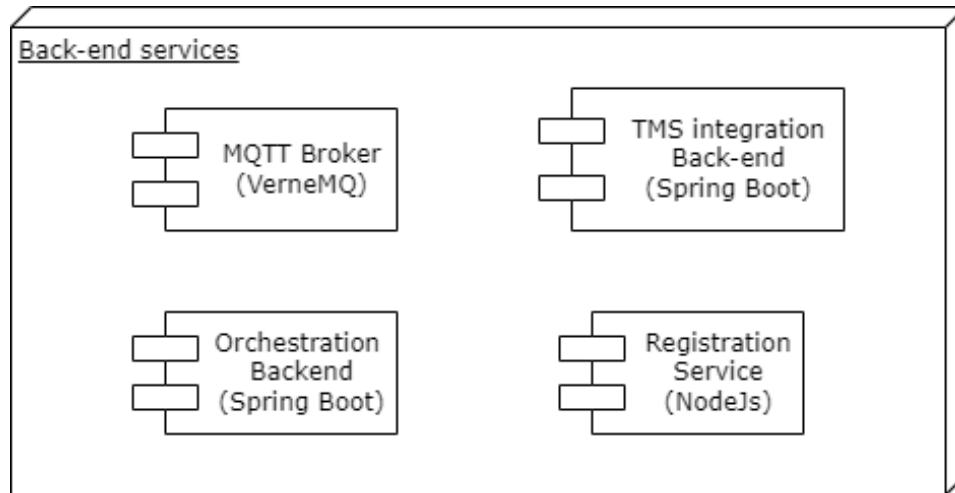 Back-end services
MQTT Broker
(VerneMQ)
TMS integration
Back-end
(Spring Boot)
Orchestration
Backend
(Spring Boot)
Registration
Service
(NodeJs)